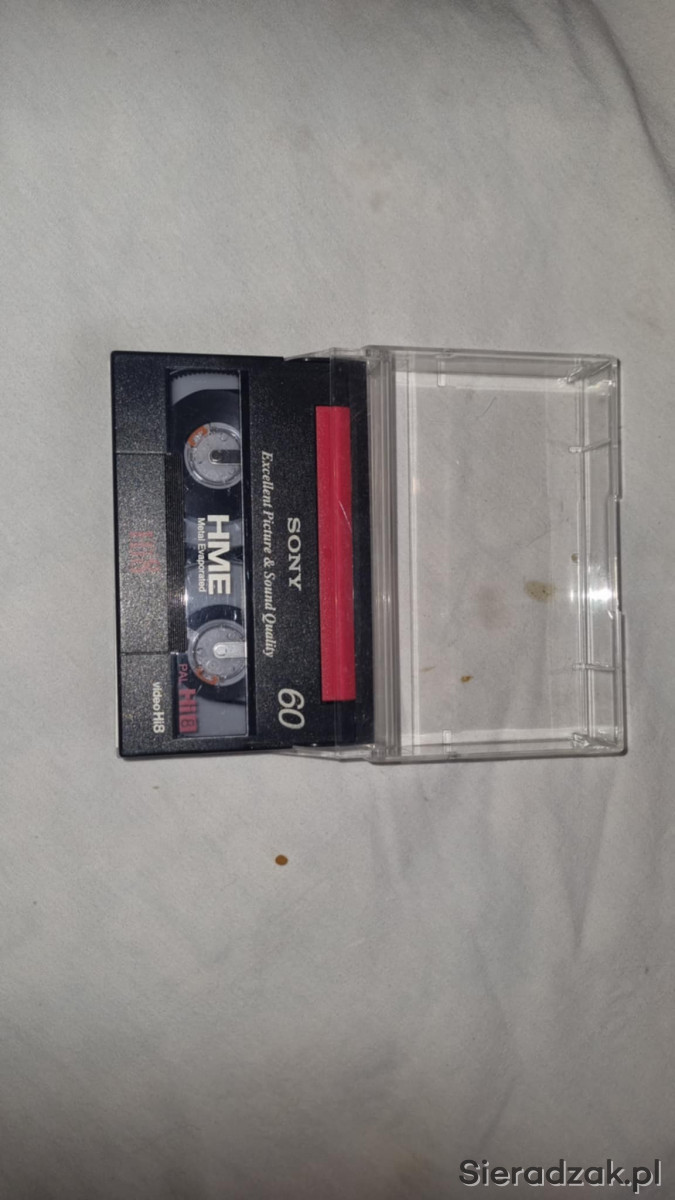 SONY
Excellent Picture & Sound Quality
60
HME
Metal Evaporated
PAL Hi8
video Hi8
Sieradzak.pl